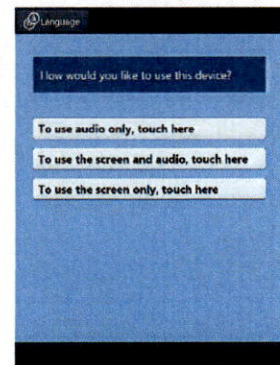 Language
How would you like to use this device?
To use audio only, touch here
To use the screen and audio, touch here
To use the screen only, touch here